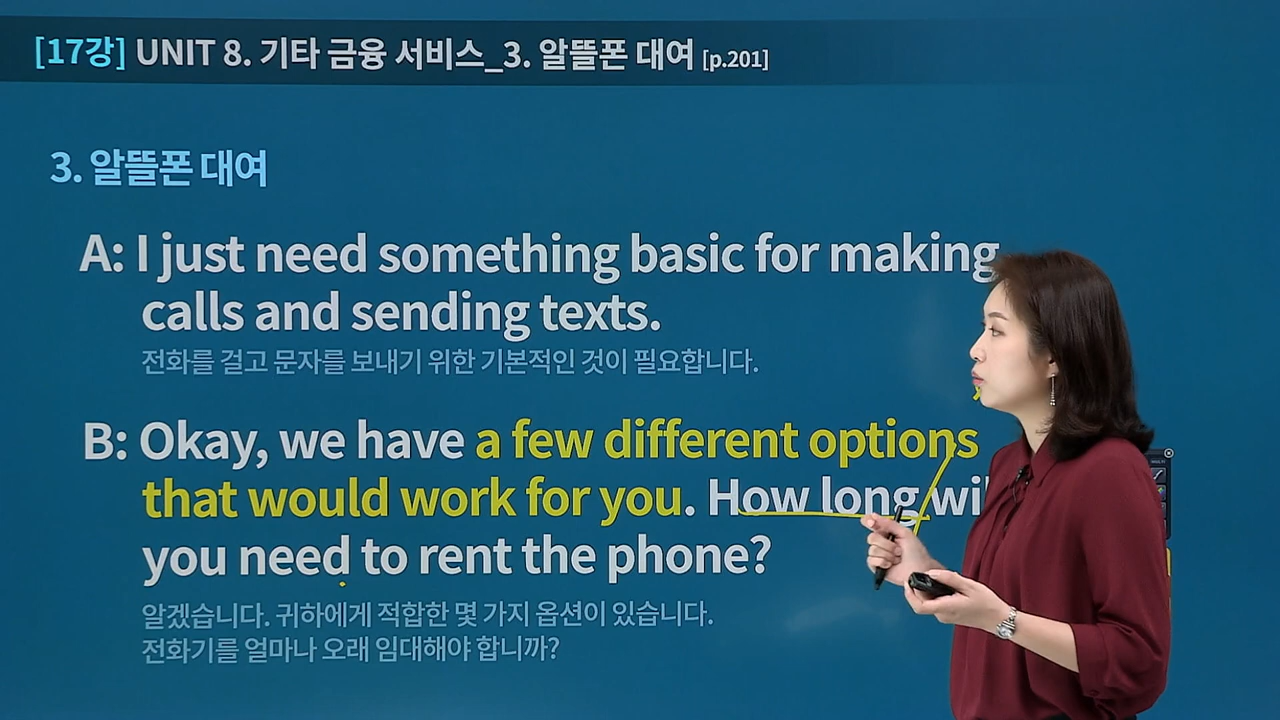 [17강] UNIT 8. 기타 금융 서비스_3. 알뜰폰 대여 [p.201]
3. 알뜰폰 대여
A: I just need something basic for making
calls and sending texts.
전화를 걸고 문자를 보내기 위한 기본적인 것이 필요합니다.
B: Okay, we have a few different options
that would work for you. How long wil
you need to rent the phone?
알겠습니다. 귀하에게 적합한 몇 가지 옵션이 있습니다.
전화기를 얼마나 오래 임대해야 합니까?